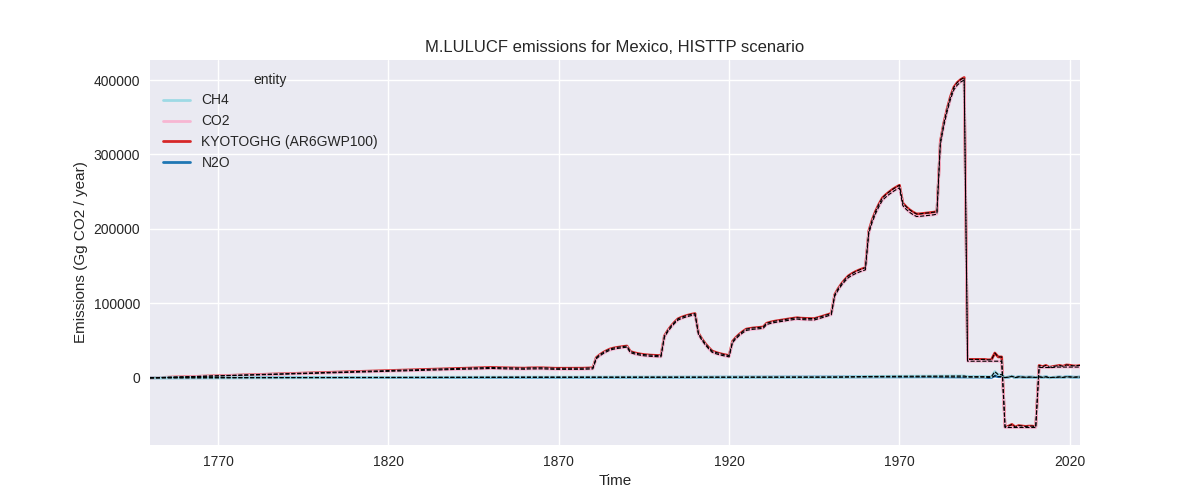 M.LULUCF emissions for Mexico, HISTTP scenario
Emissions (Gg CO2 / year)
400000
300000
200000
100000
0
entity
CH4
CO2
KYOTOGHG (AR6GWP100)
N2O
1770
1820
1870
1920
1970
2020
Time